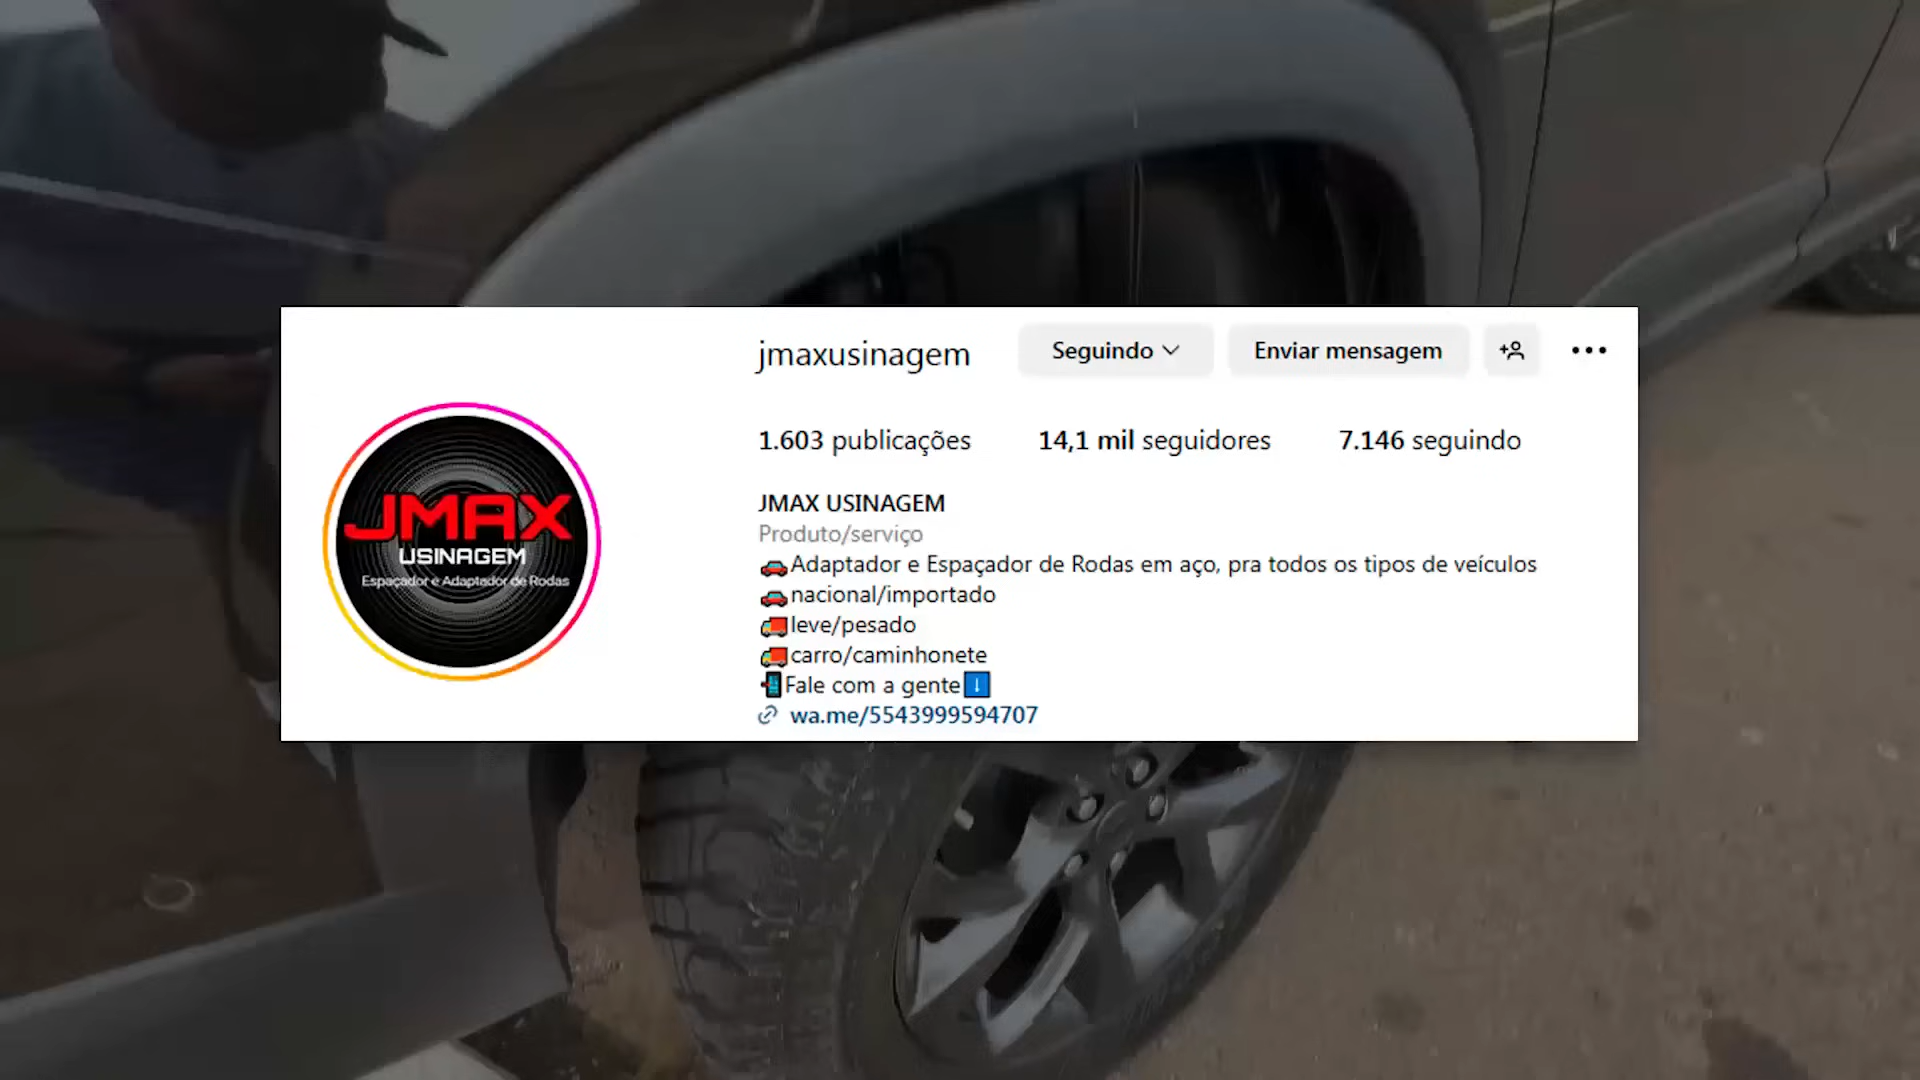 jmaxusinagem
Seguindo
Enviar mensagem
1.603 publicações
14,1 mil seguidores
7.146 seguindo
JMAX
USINAGEM
Espaçador e Adaptador de Rodas
JMAX USINAGEM
Produto/serviço
🚗Adaptador e Espaçador de Rodas em aço, pra todos os tipos de veículos
🚗nacional/importado
🚚leve/pesado
🚚carro/caminhonete
📲Fale com a gente⬇️
wa.me/5543999594707